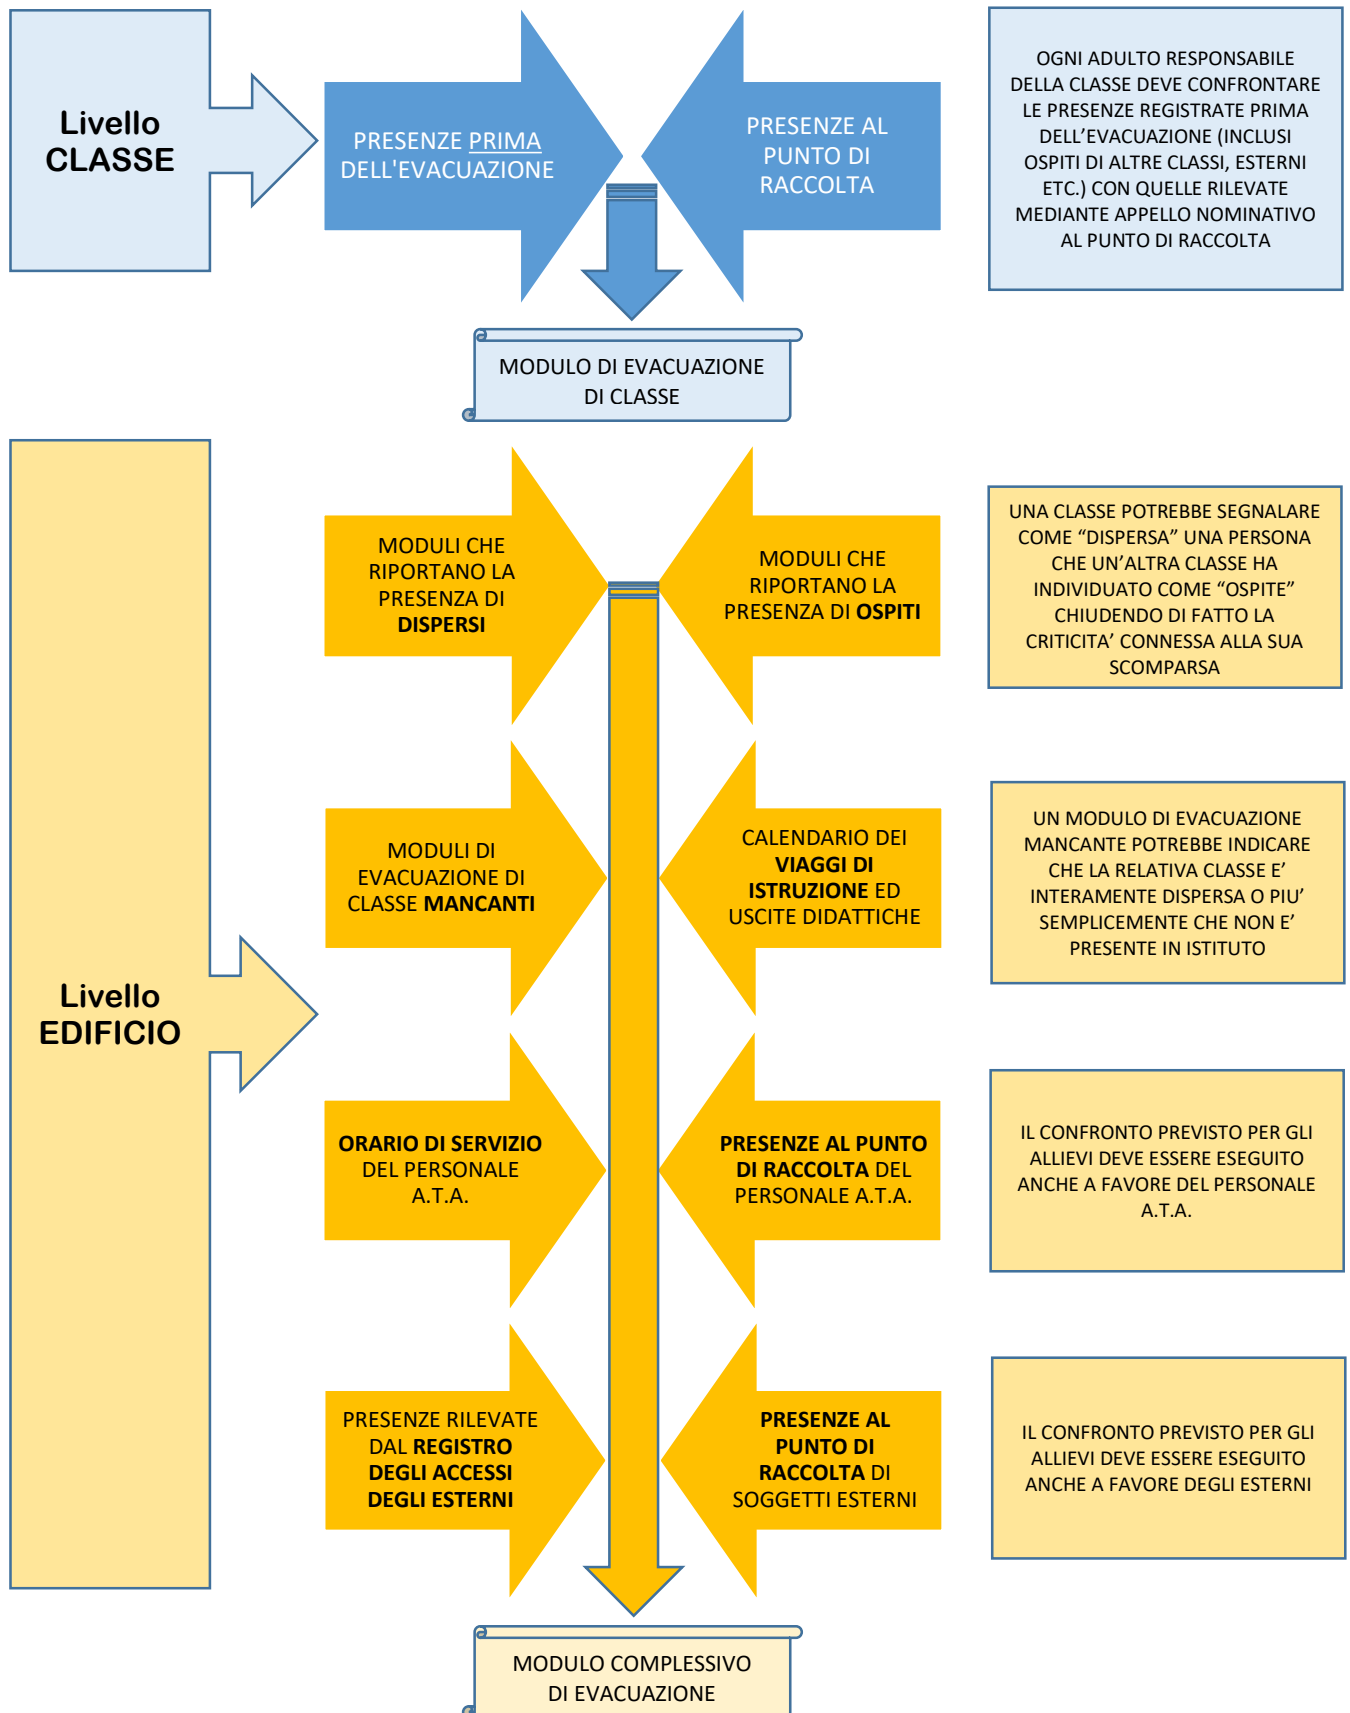 Livello
CLASSE
PRESENZE PRIMA
DELL'EVACUAZIONE
PRESENZE AL
PUNTO DI
RACCOLTA
OGNI ADULTO RESPONSABILE
DELLA CLASSE DEVE CONFRONTARE
LE PRESENZE REGISTRATE PRIMA
DELL’EVACUAZIONE (INCLUSI
OSPITI DI ALTRE CLASSI, ESTERNI
ETC.) CON QUELLE RILEVATE
MEDIANTE APPELLO NOMINATIVO
AL PUNTO DI RACCOLTA
MODULO DI EVACUAZIONE
DI CLASSE
Livello
EDIFICIO
MODULI CHE
RIPORTANO LA
PRESENZA DI
DISPERSI
MODULI CHE
RIPORTANO LA
PRESENZA DI OSPITI
UNA CLASSE POTREBBE SEGNALARE
COME “DISPERSA” UNA PERSONA
CHE UN’ALTRA CLASSE HA
INDIVIDUATO COME “OSPITE”
CHIUDENDO DI FATTO LA
CRITICITA’ CONNESSA ALLA SUA
SCOMPARSA
MODULI DI
EVACUAZIONE DI
CLASSE MANCANTI
CALENDARIO DEI
VIAGGI DI
ISTRUZIONE ED
USCITE DIDATTICHE
UN MODULO DI EVACUAZIONE
MANCANTE POTREBBE INDICARE
CHE LA RELATIVA CLASSE E’
INTERAMENTE DISPERSA O PIU’
SEMPLICEMENTE CHE NON E’
PRESENTE IN ISTITUTO
ORARIO DI SERVIZIO
DEL PERSONALE
A.T.A.
PRESENZE AL PUNTO
DI RACCOLTA DEL
PERSONALE A.T.A.
IL CONFRONTO PREVISTO PER GLI
ALLIEVI DEVE ESSERE ESEGUITO
ANCHE A FAVORE DEL PERSONALE
A.T.A.
PRESENZE RILEVATE
DAL REGISTRO
DEGLI ACCESSI
DEGLI ESTERNI
PRESENZE AL
PUNTO DI
RACCOLTA DI
SOGGETTI ESTERNI
IL CONFRONTO PREVISTO PER GLI
ALLIEVI DEVE ESSERE ESEGUITO
ANCHE A FAVORE DEGLI ESTERNI
MODULO COMPLESSIVO
DI EVACUAZIONE